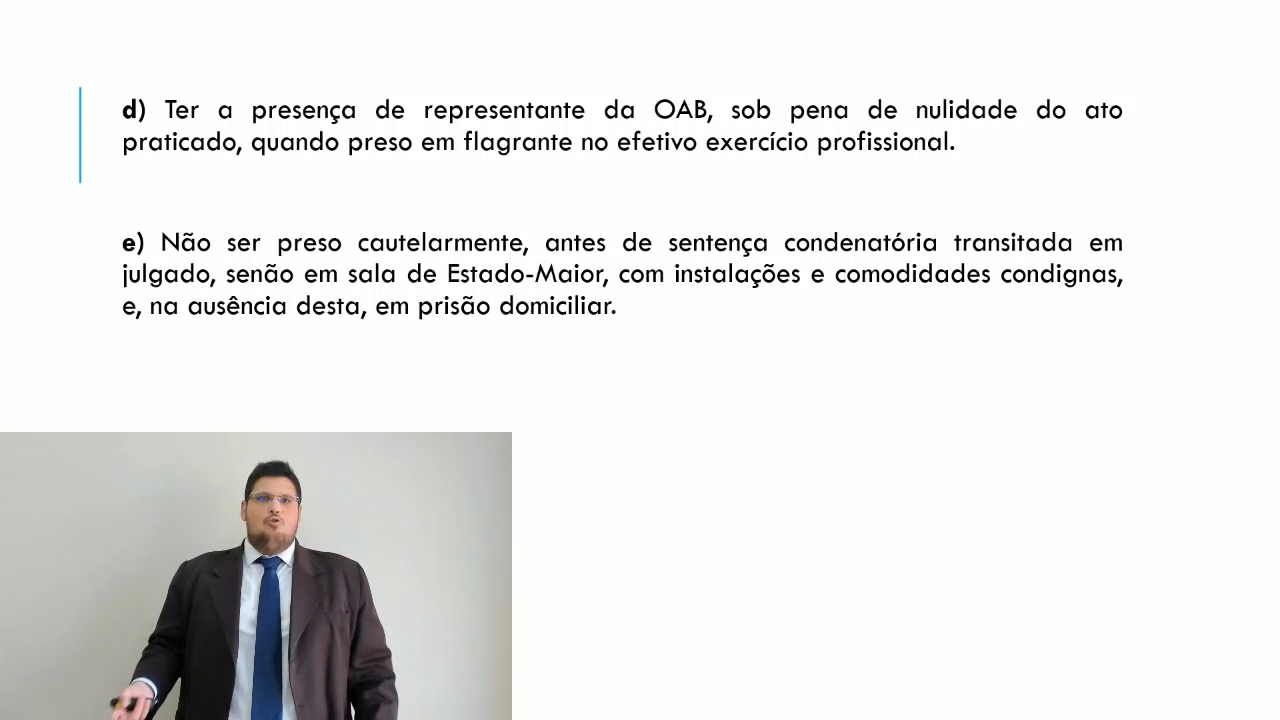 d) Ter a presença de representante da OAB, sob pena de nulidade do ato
praticado, quando preso em flagrante no efetivo exercício profissional.
e) Não ser preso cautelarmente, antes de sentença condenatória transitada em
julgado, senão em sala de Estado-Maior, com instalações e comodidades condignas,
e, na ausência desta, em prisão domiciliar.